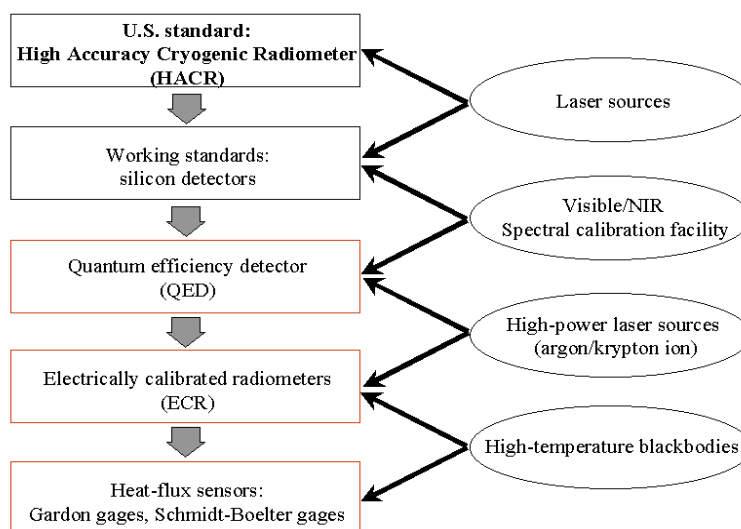 U.S. standard:
High Accuracy Cryogenic Radiometer
(HACR)
Laser sources
Working standards:
silicon detectors
Visible/NIR
Spectral calibration facility
Quantum efficiency detector
(QED)
High-power laser sources
(argon/krypton ion)
Electrically calibrated radiometers
(ECR)
High-temperature blackbodies
Heat-flux sensors:
Gardon gages, Schmidt-Boelter gages